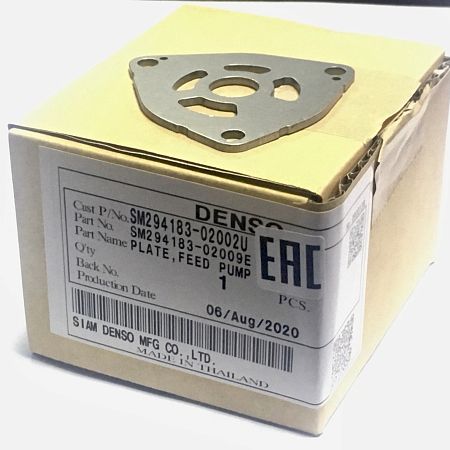 DENSO
Cust P/No. SM294183-02002U
Part No. SM294183-02009E
Part Name PLATE, FEED PUMP
Q'ty 1 PCS.
Back No.
Production Date 06/Aug/2020
EAC
SIAM DENSO MFG CO.,LTD.
MADE IN THAILAND